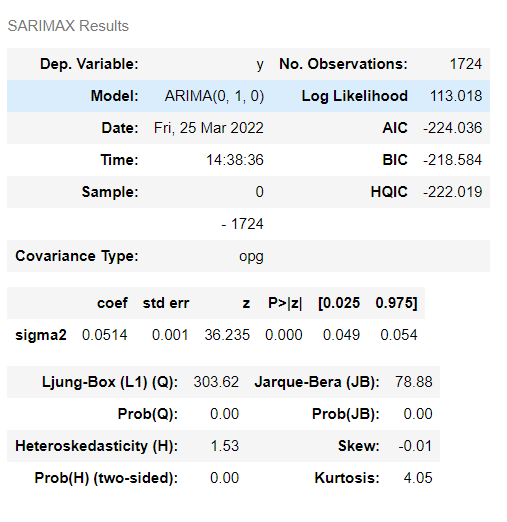 SARIMAX Results
Dep. Variable: y No. Observations: 1724
Model: ARIMA(0, 1, 0) Log Likelihood 113.018
Date: Fri, 25 Mar 2022 AIC -224.036
Time: 14:38:36 BIC -218.584
Sample: 0 HQIC -222.019
- 1724
Covariance Type: opg
coef std err z P>|z| [0.025 0.975]
sigma2 0.0514 0.001 36.235 0.000 0.049 0.054
Ljung-Box (L1) (Q): 303.62 Jarque-Bera (JB): 78.88
Prob(Q): 0.00 Prob(JB): 0.00
Heteroskedasticity (H): 1.53 Skew: -0.01
Prob(H) (two-sided): 0.00 Kurtosis: 4.05